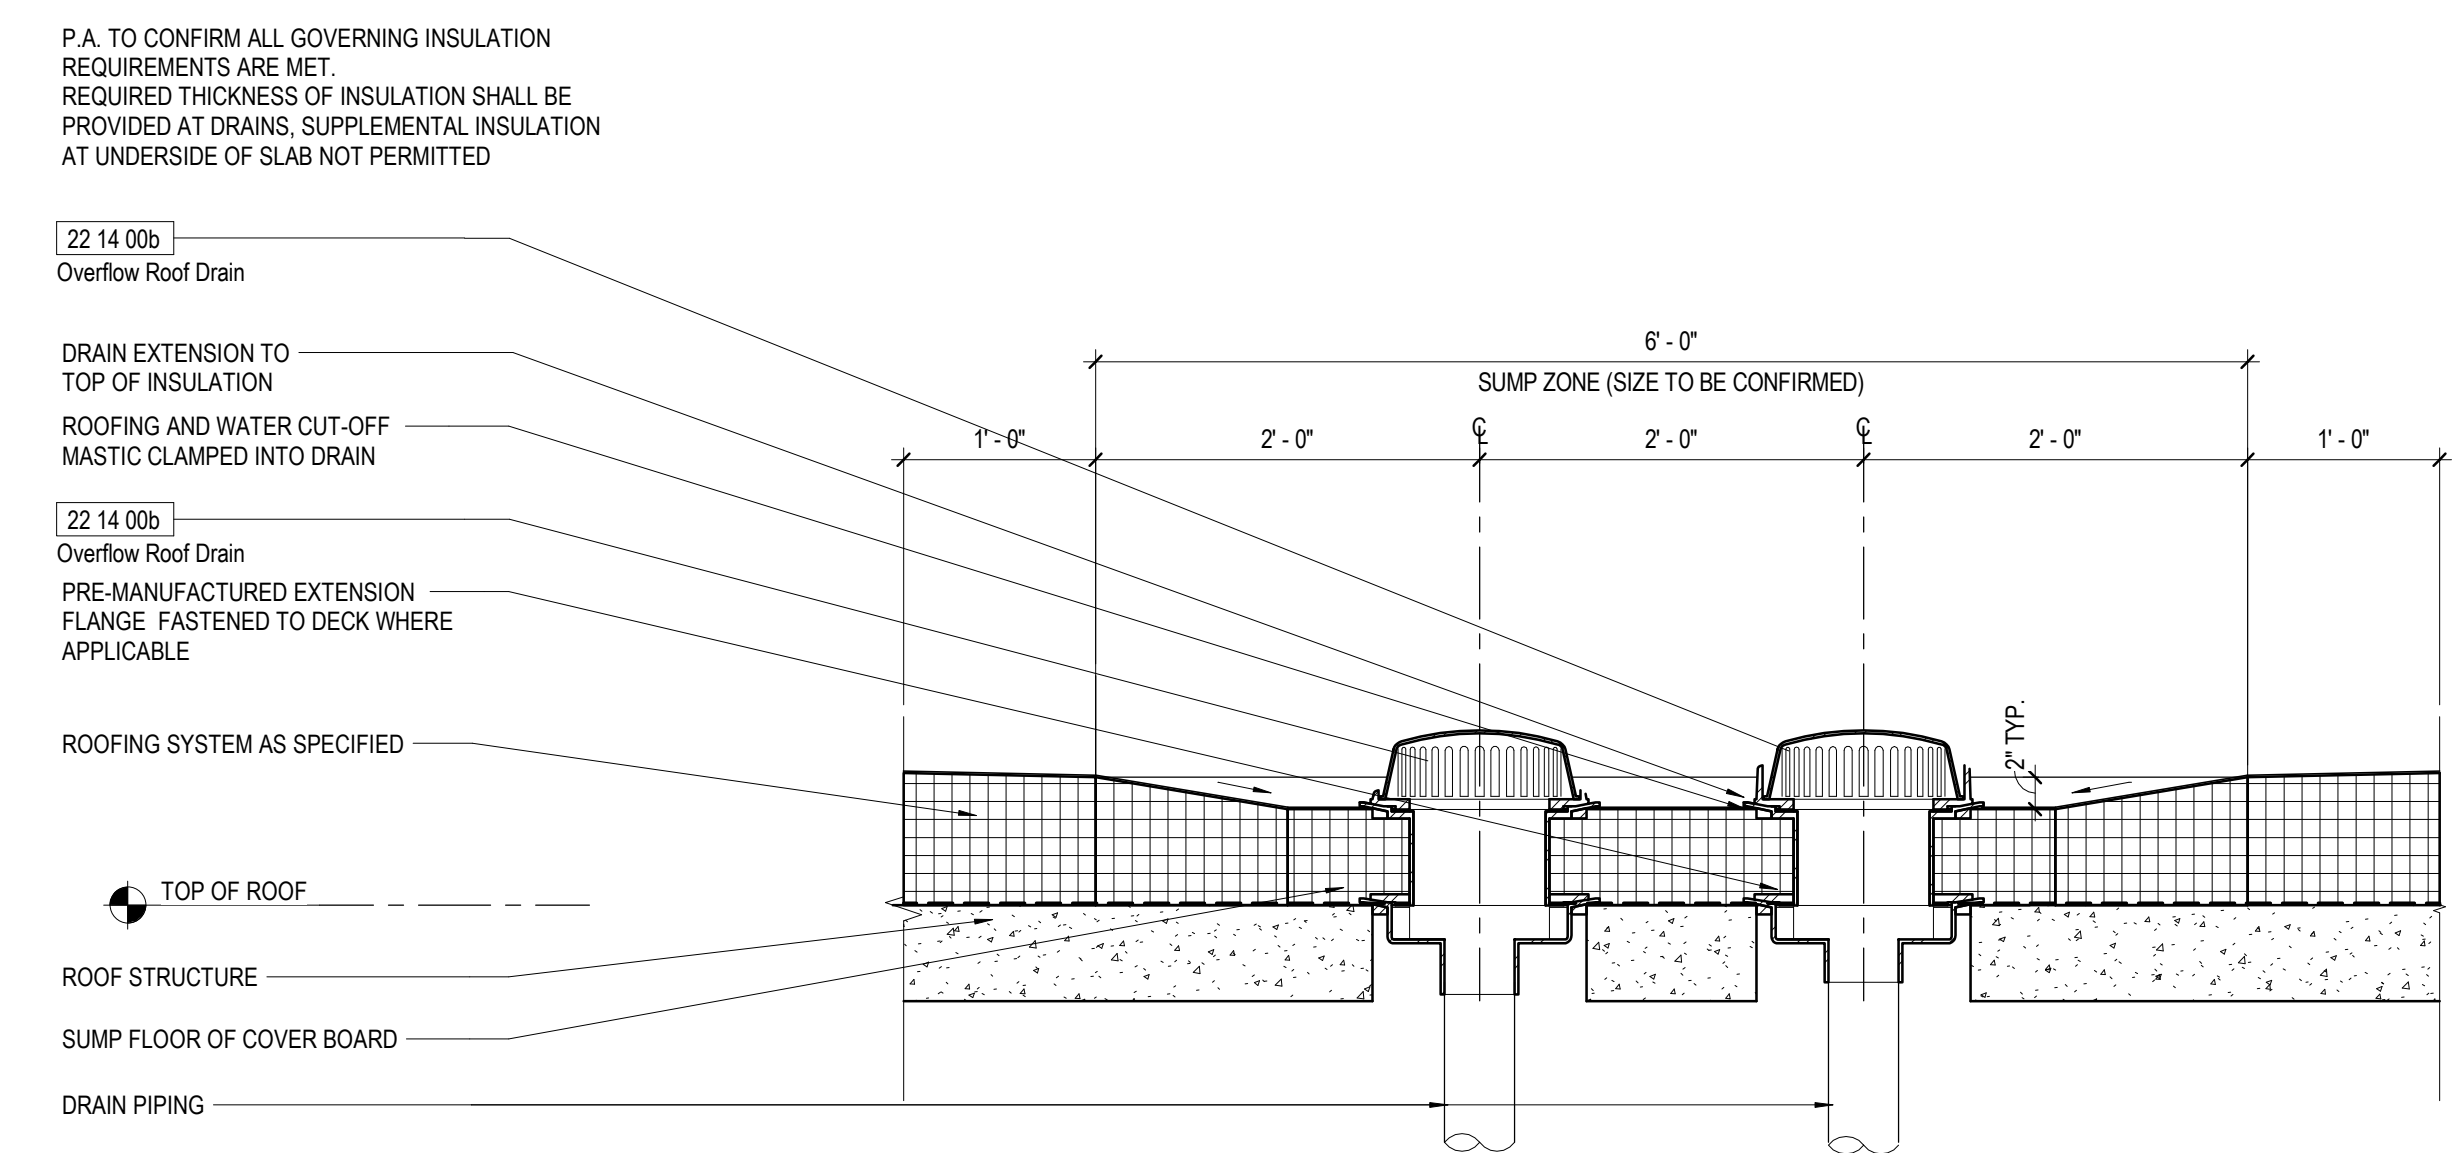 P.A. TO CONFIRM ALL GOVERNING INSULATION
REQUIREMENTS ARE MET.
REQUIRED THICKNESS OF INSULATION SHALL BE
PROVIDED AT DRAINS, SUPPLEMENTAL INSULATION
AT UNDERSIDE OF SLAB NOT PERMITTED
22 14 00b
Overflow Roof Drain
DRAIN EXTENSION TO
TOP OF INSULATION
ROOFING AND WATER CUT-OFF
MASTIC CLAMPED INTO DRAIN
22 14 00b
Overflow Roof Drain
PRE-MANUFACTURED EXTENSION
FLANGE FASTENED TO DECK WHERE
APPLICABLE
ROOFING SYSTEM AS SPECIFIED
TOP OF ROOF
ROOF STRUCTURE
SUMP FLOOR OF COVER BOARD
DRAIN PIPING
6' - 0"
SUMP ZONE (SIZE TO BE CONFIRMED)
1' - 0"
2' - 0"
℄
2' - 0"
℄
2' - 0"
1' - 0"
2" TYP.